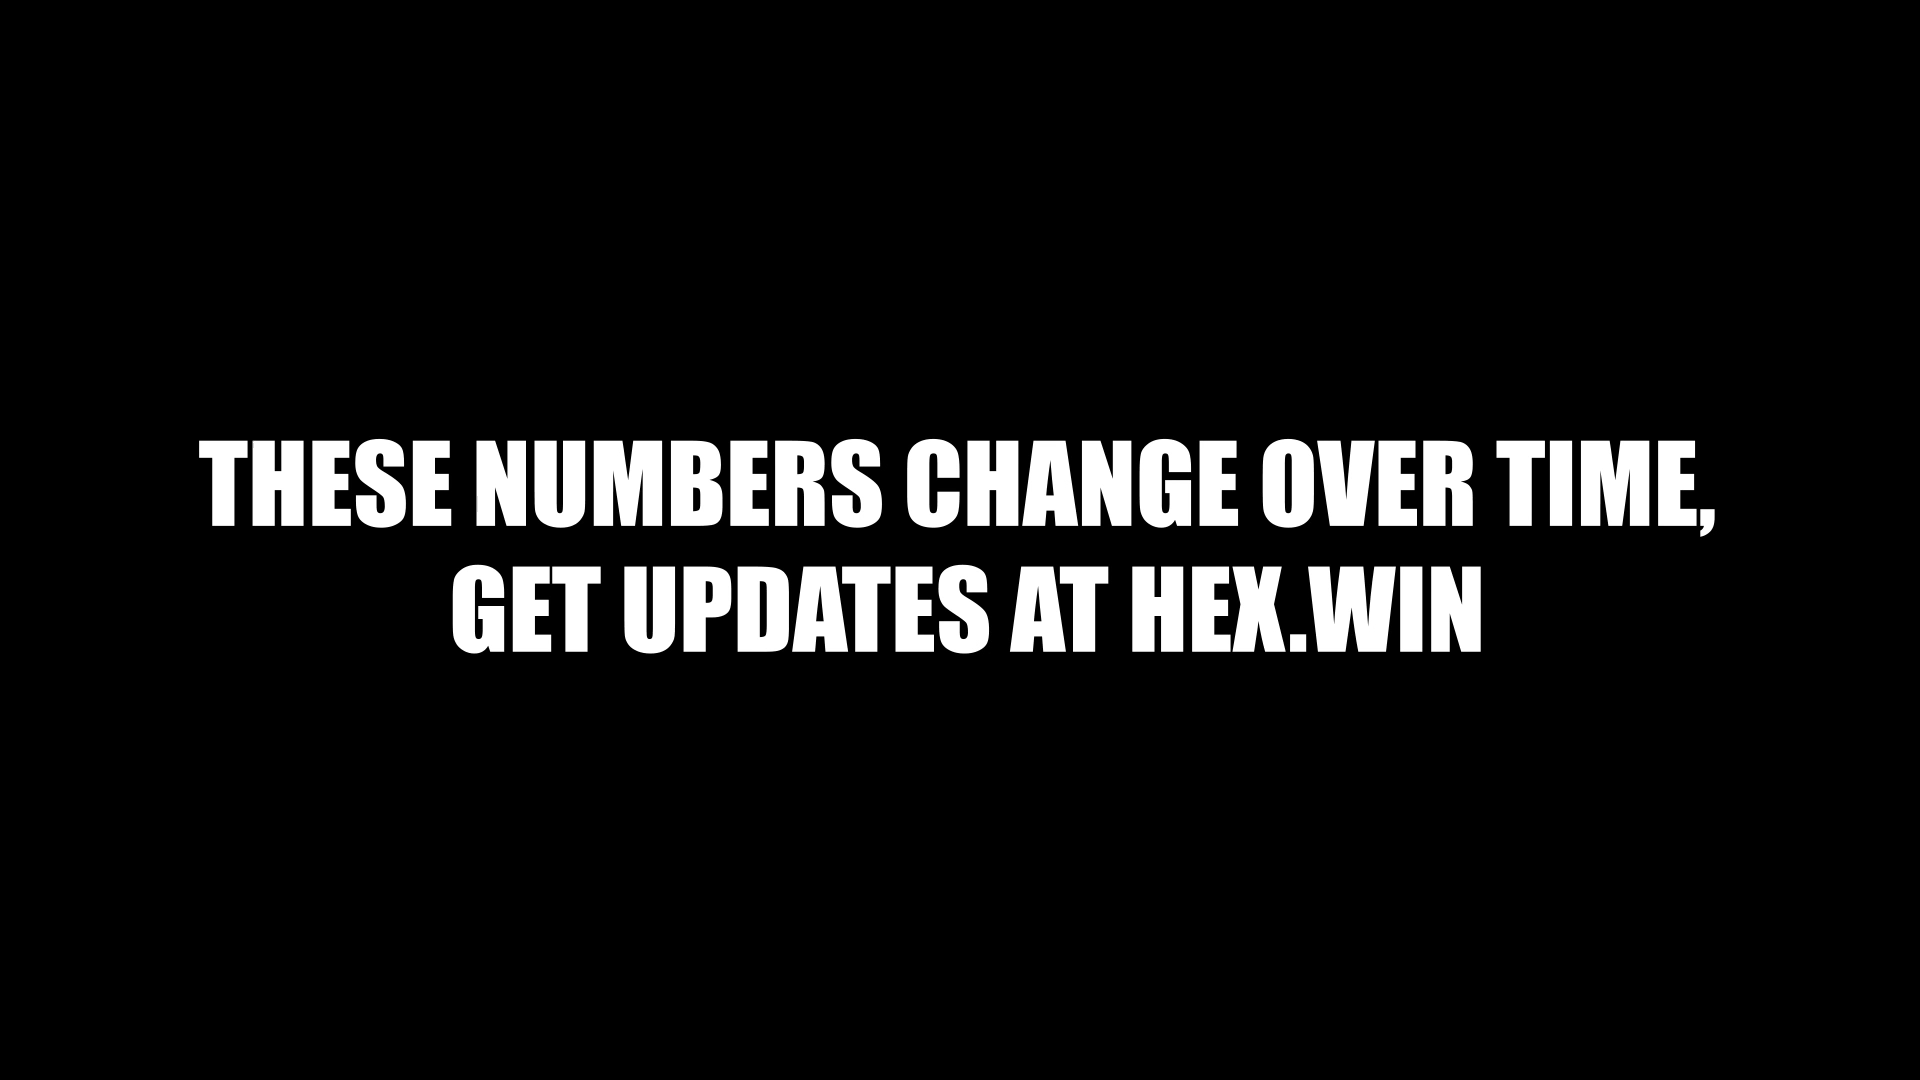 THESE NUMBERS CHANGE OVER TIME,
GET UPDATES AT HEX.WIN